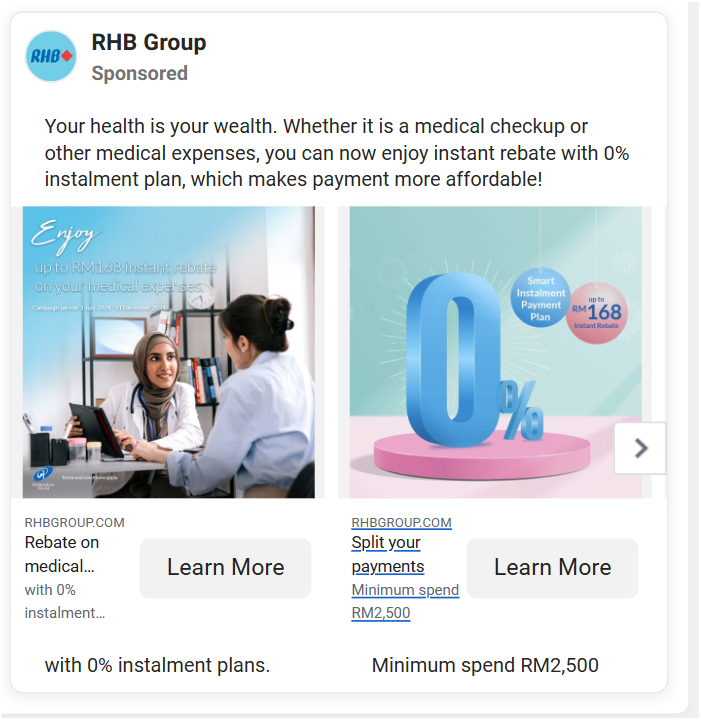 RHB
RHB Group
Sponsored
Your health is your wealth. Whether it is a medical checkup or
other medical expenses, you can now enjoy instant rebate with 0%
instalment plan, which makes payment more affordable!
Enjoy
up to RM168 instant rebate
on your medical expenses
Campaign period: 1 July 2024 - 31 December 2024
Terms and conditions apply.
0%
Smart
Instalment
Payment
Plan
up to
RM168
Instant Rebate
RHBGROUP.COM
Rebate on
medical...
with 0%
instalment...
Learn More
RHBGROUP.COM
Split your
payments
Minimum spend
RM2,500
Learn More
with 0% instalment plans.
Minimum spend RM2,500